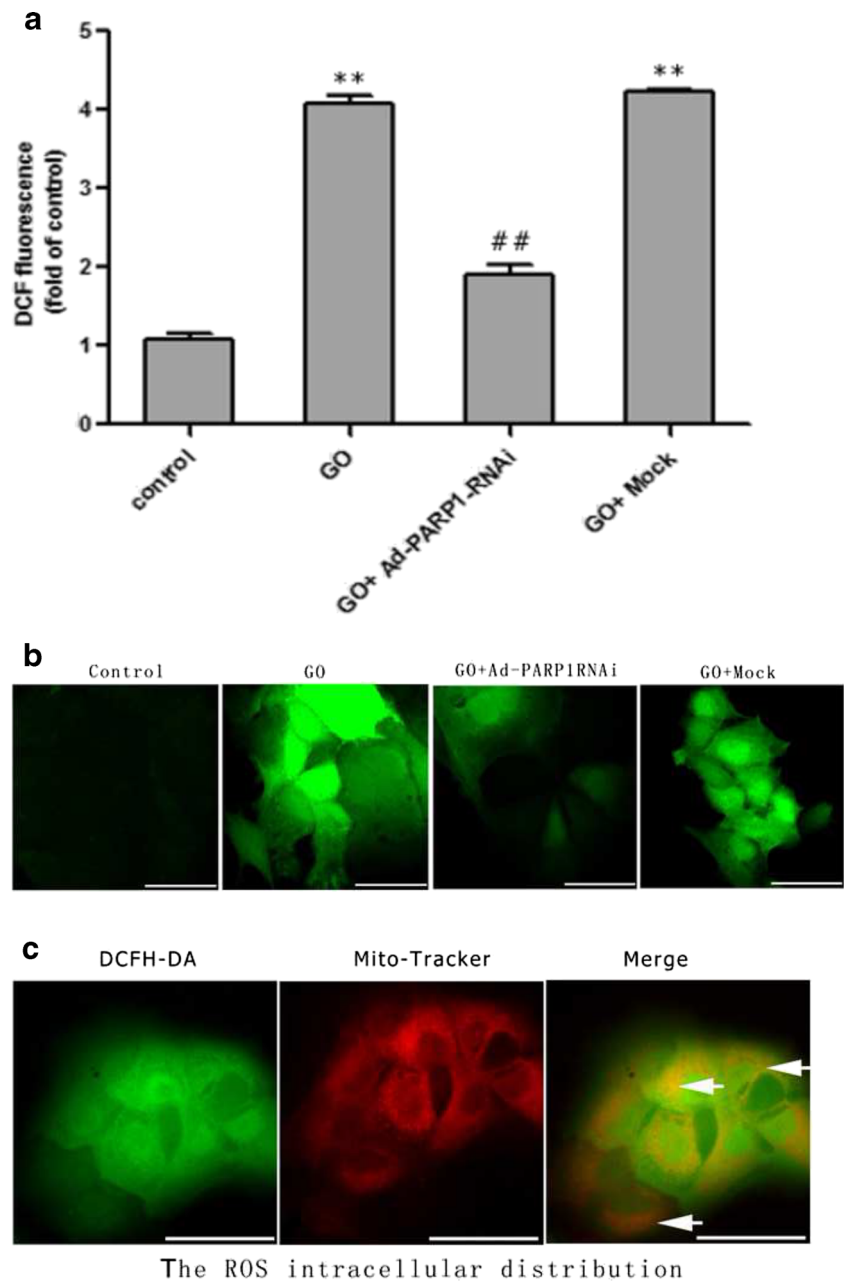 a
5
4
3
2
1
0
DCF fluorescence
(fold of control)
**
##
**
control
GO
GO+ Ad-PARP1-RNAi
GO+ Mock
b
Control
GO
GO+Ad-PARP1RNAi
GO+Mock
c
DCFH-DA
Mito-Tracker
Merge
The ROS intracellular distribution